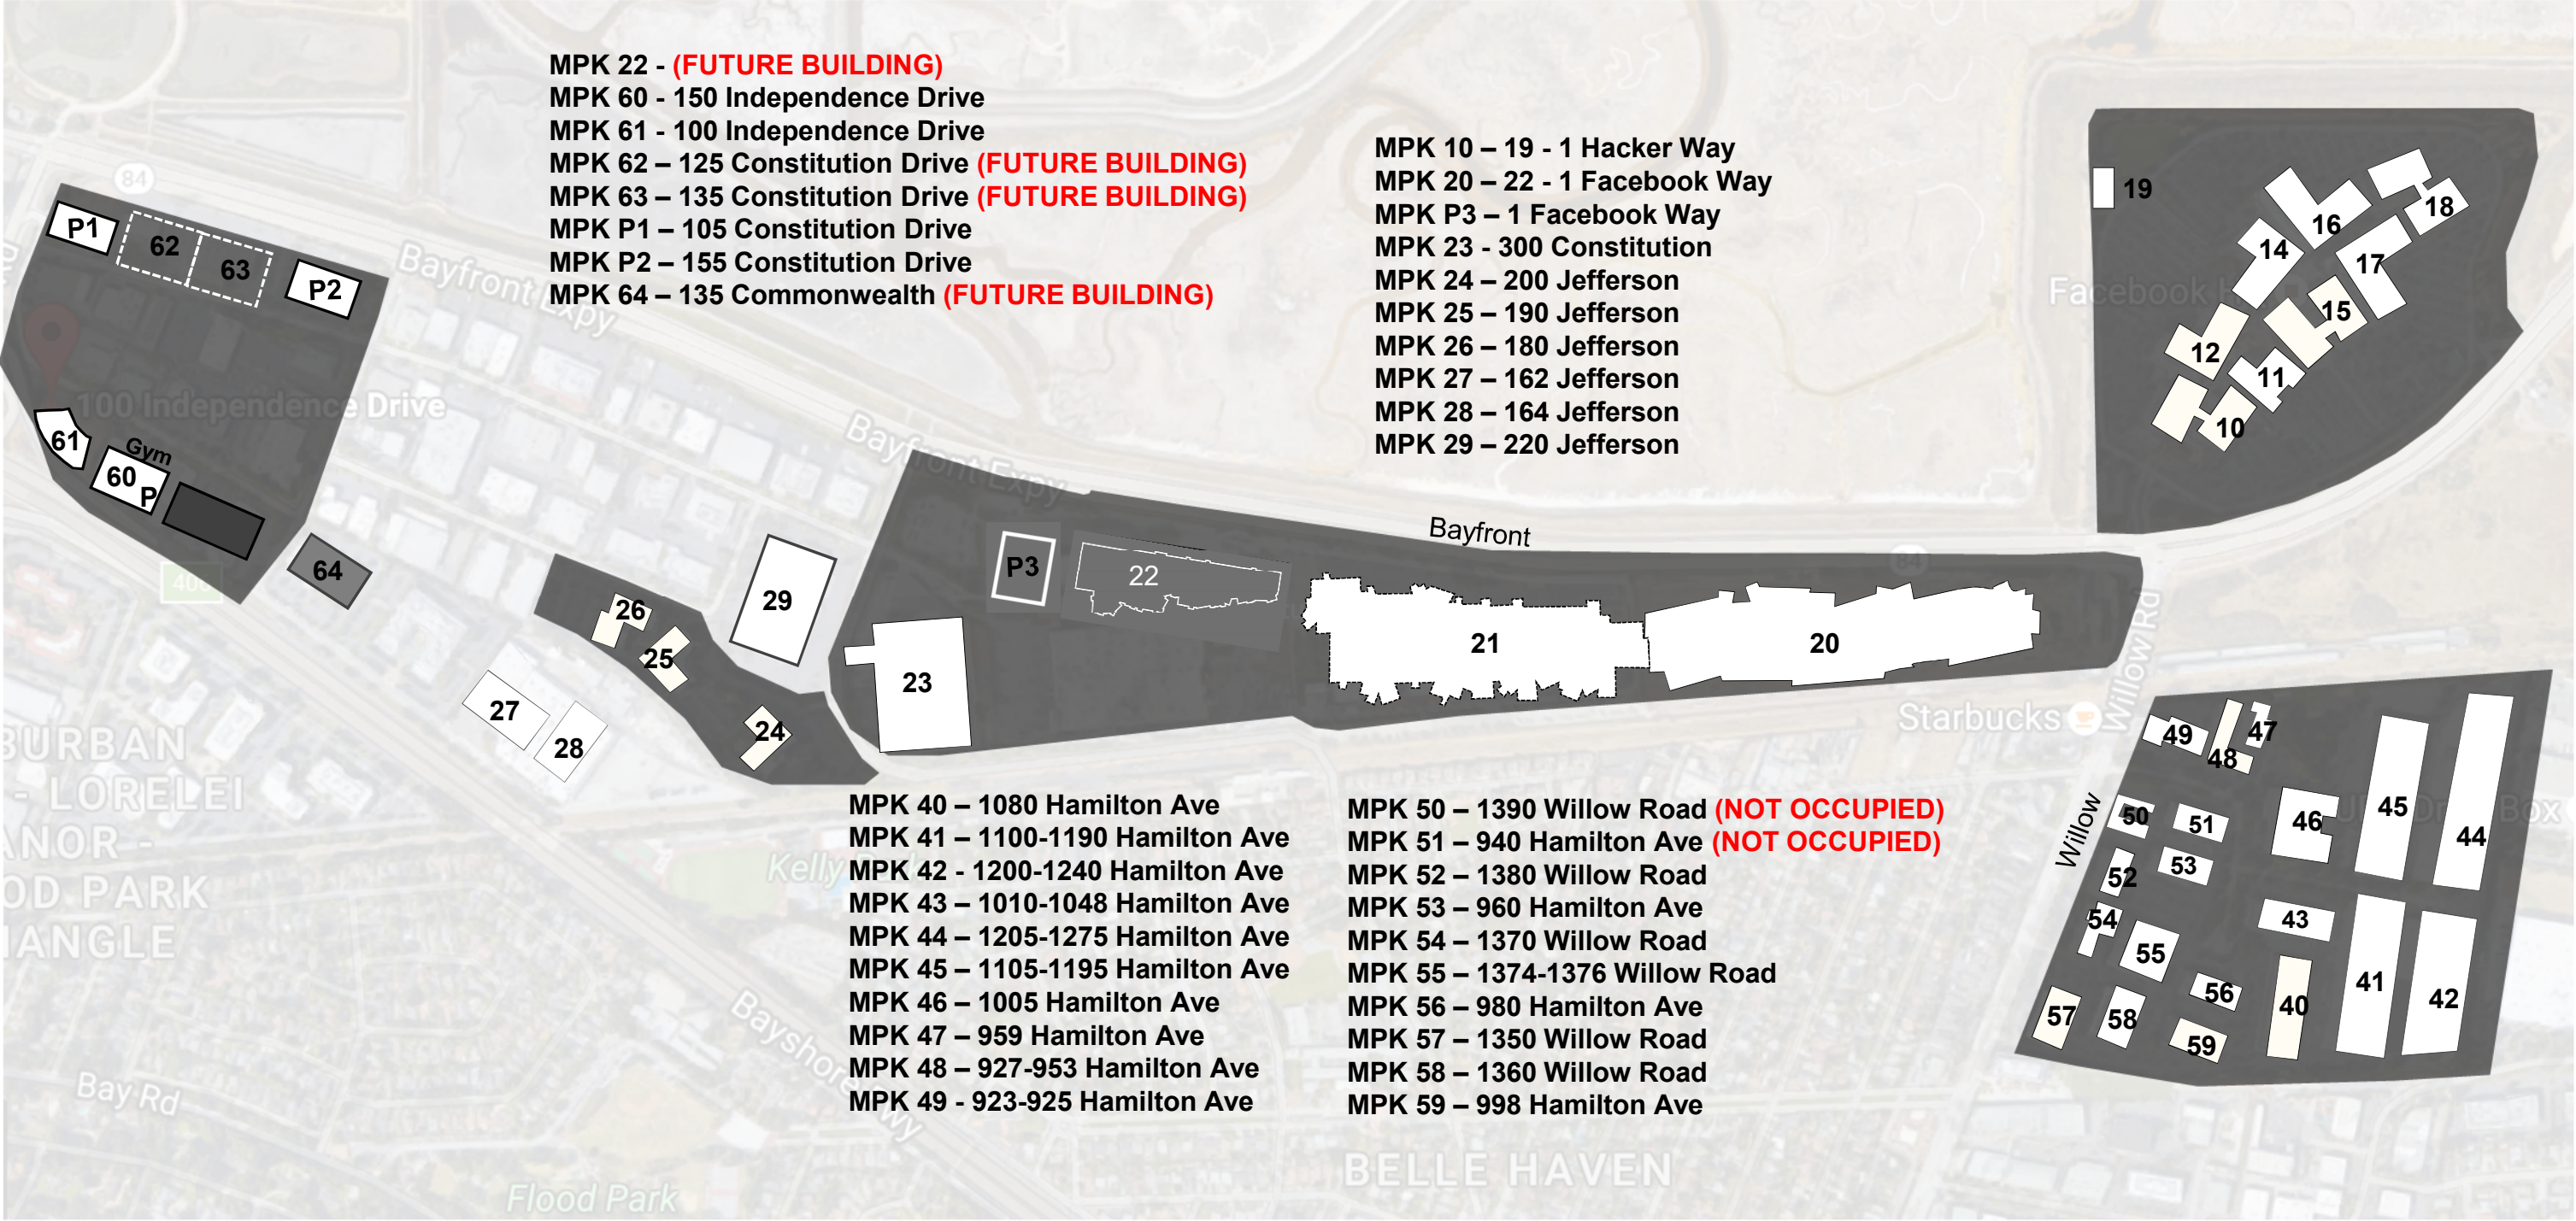 MPK 22 - (FUTURE BUILDING)
MPK 60 - 150 Independence Drive
MPK 61 - 100 Independence Drive
MPK 62 – 125 Constitution Drive (FUTURE BUILDING)
MPK 63 – 135 Constitution Drive (FUTURE BUILDING)
MPK P1 – 105 Constitution Drive
MPK P2 – 155 Constitution Drive
MPK 64 – 135 Commonwealth (FUTURE BUILDING)
MPK 10 – 19 - 1 Hacker Way
MPK 20 – 22 - 1 Facebook Way
MPK P3 – 1 Facebook Way
MPK 23 - 300 Constitution
MPK 24 – 200 Jefferson
MPK 25 – 190 Jefferson
MPK 26 – 180 Jefferson
MPK 27 – 162 Jefferson
MPK 28 – 164 Jefferson
MPK 29 – 220 Jefferson
84
P1
62
63
P2
Bayfront Expy
100 Independence Drive
61
Gym
60
P
64
Bayfront Expy
26
25
24
27
28
29
23
P3
22
Bayfront
21
20
84
Willow Rd
Starbucks
19
Facebook
16
18
14
17
15
12
11
10
49
48
47
50
51
46
45
44
Box
Willow
52
53
54
43
55
41
42
56
40
57
58
59
MPK 40 – 1080 Hamilton Ave
MPK 41 – 1100-1190 Hamilton Ave
MPK 42 - 1200-1240 Hamilton Ave
MPK 43 – 1010-1048 Hamilton Ave
MPK 44 – 1205-1275 Hamilton Ave
MPK 45 – 1105-1195 Hamilton Ave
MPK 46 – 1005 Hamilton Ave
MPK 47 – 959 Hamilton Ave
MPK 48 – 927-953 Hamilton Ave
MPK 49 - 923-925 Hamilton Ave
MPK 50 – 1390 Willow Road (NOT OCCUPIED)
MPK 51 – 940 Hamilton Ave (NOT OCCUPIED)
MPK 52 – 1380 Willow Road
MPK 53 – 960 Hamilton Ave
MPK 54 – 1370 Willow Road
MPK 55 – 1374-1376 Willow Road
MPK 56 – 980 Hamilton Ave
MPK 57 – 1350 Willow Road
MPK 58 – 1360 Willow Road
MPK 59 – 998 Hamilton Ave
BURBAN
- LORELEI
ANOR -
OD PARK
IANGLE
Kelly
Bayshore
Bay Rd
Flood Park
BELLE HAVEN